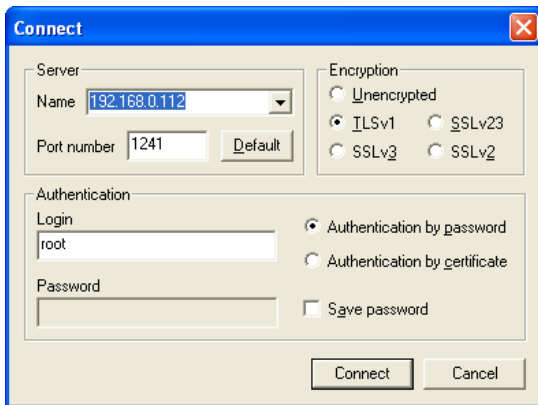 Connect
Server
Name 192.168.0.112
Port number 1241 Default
Encryption
Unencrypted
TLSv1 SSLv23
SSLv3 SSLv2
Authentication
Login
root
Password
Authentication by password
Authentication by certificate
Save password
Connect Cancel